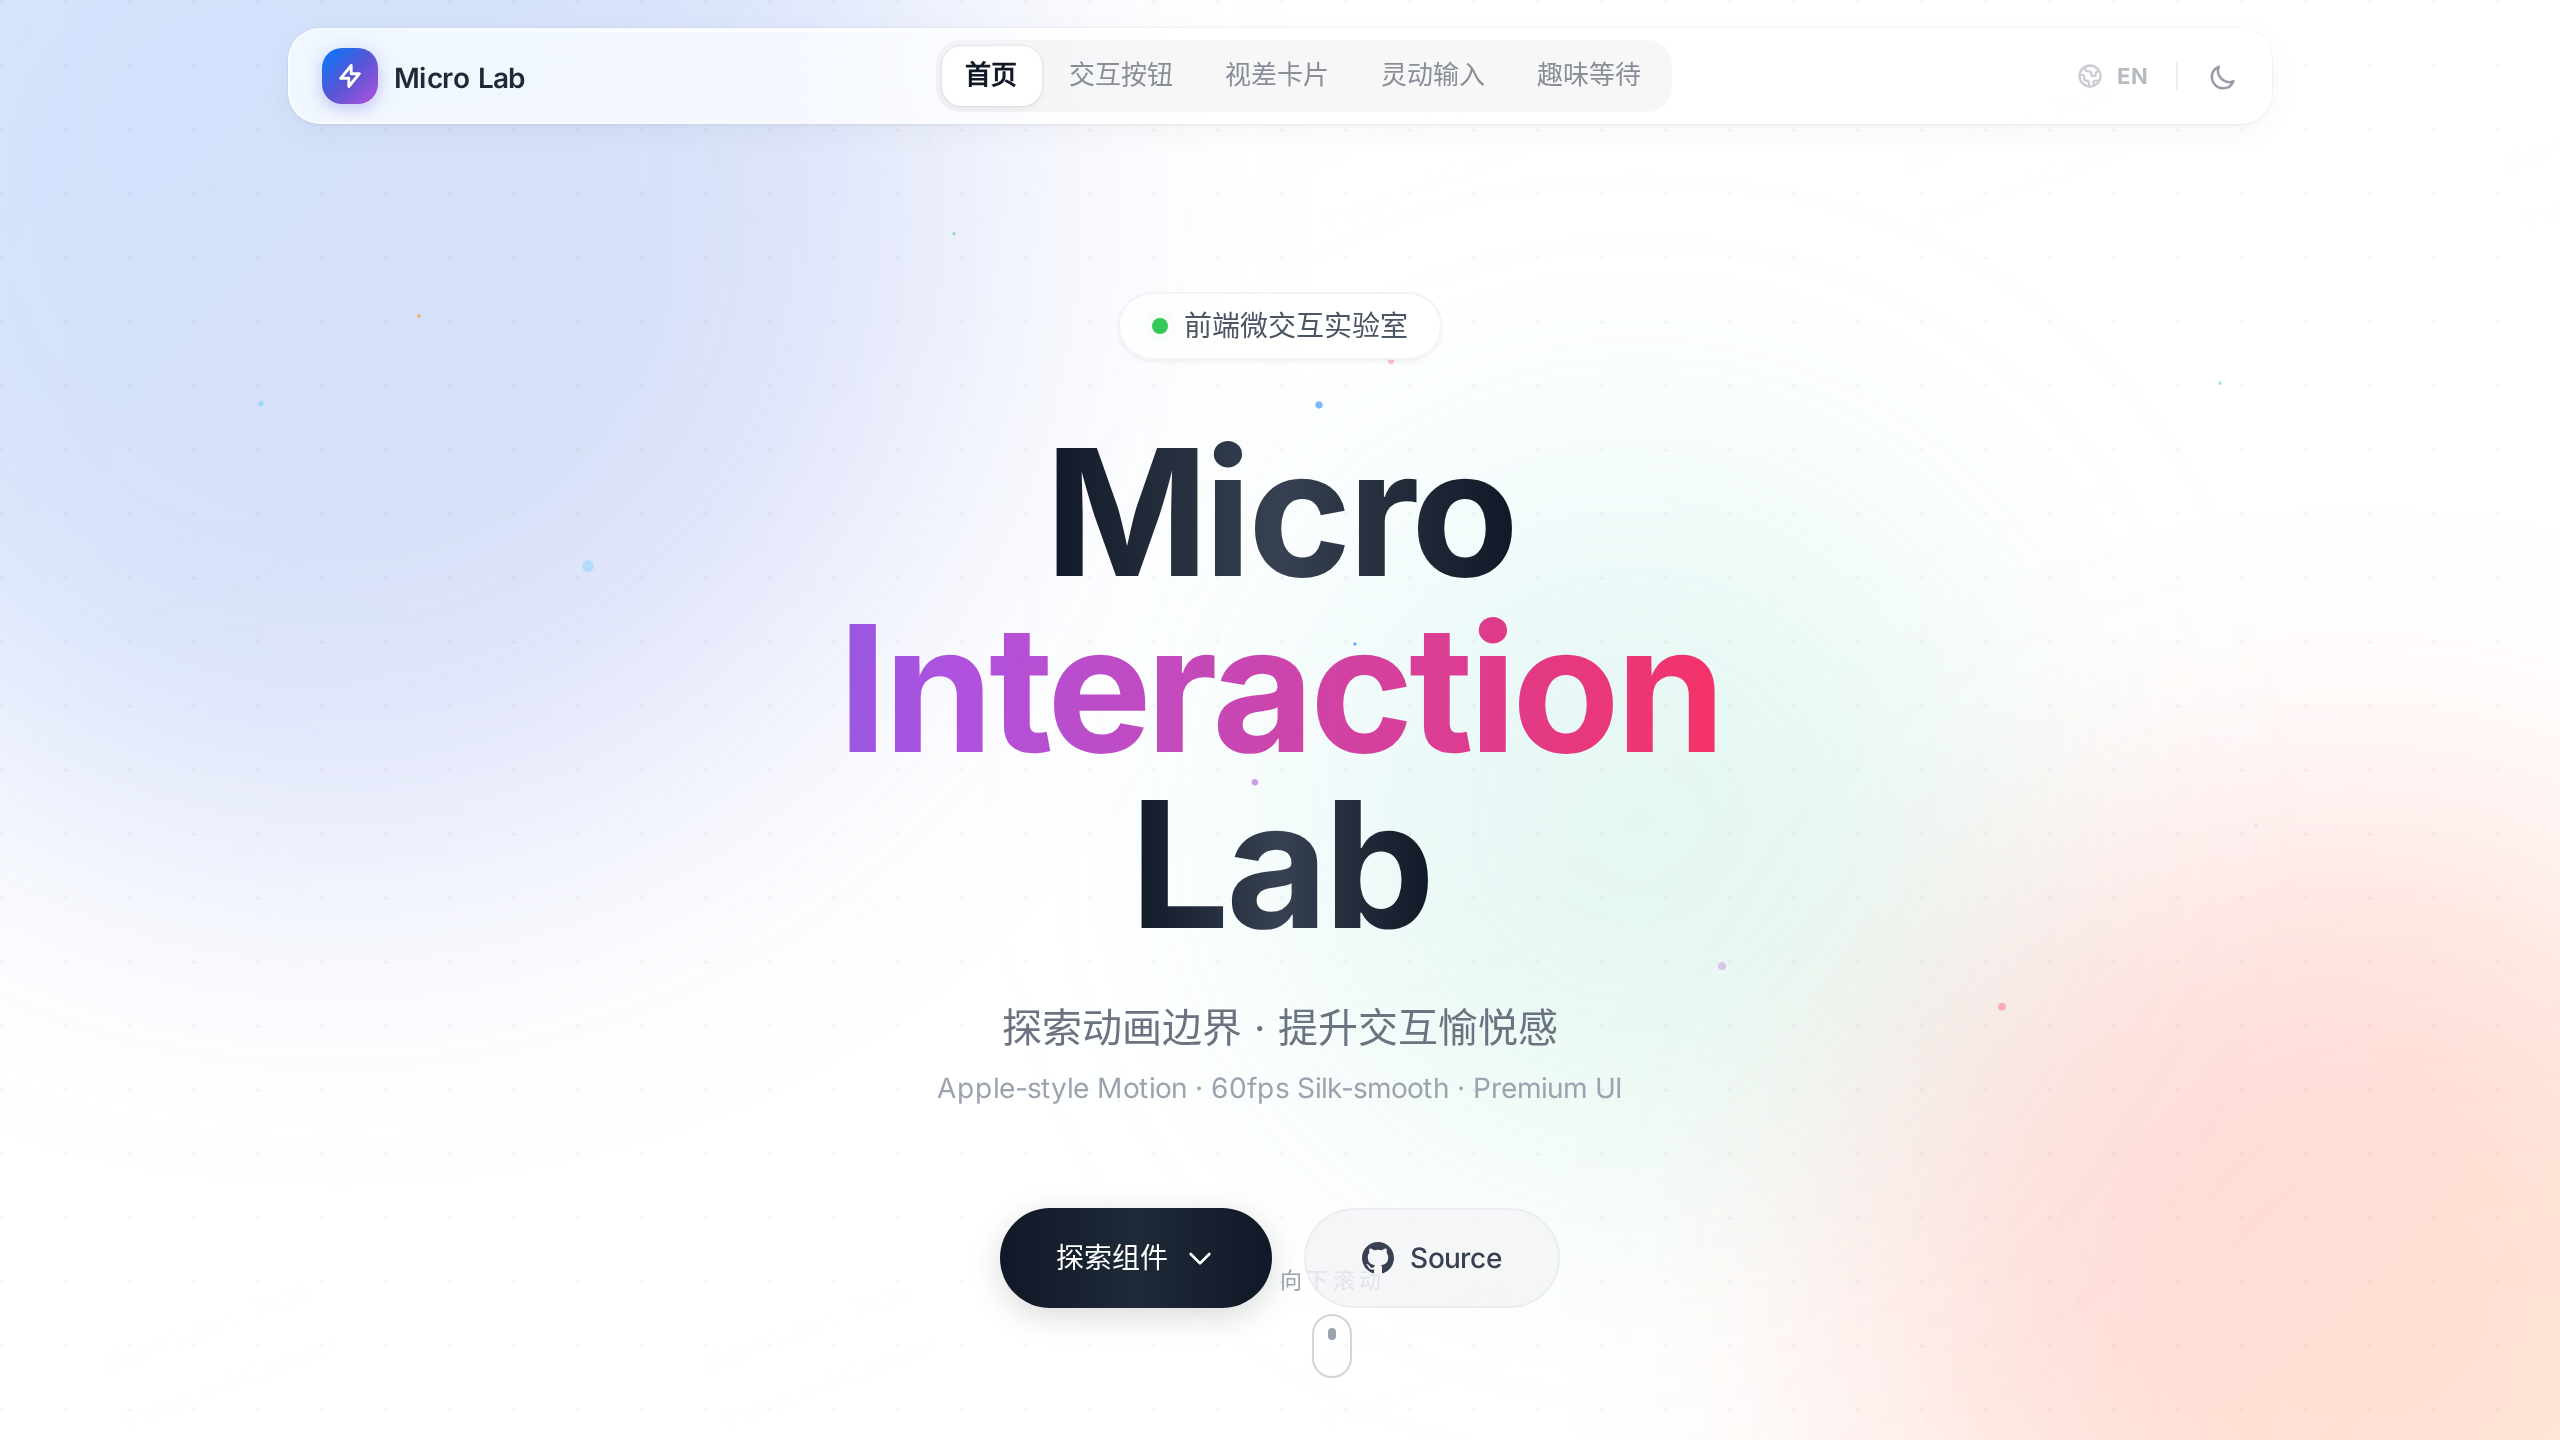 Micro Lab
首页 交互按钮 视差卡片 灵动输入 趣味等待
EN
前端微交互实验室
Micro
Interaction
Lab
探索动画边界 · 提升交互愉悦感
Apple-style Motion · 60fps Silk-smooth · Premium UI
探索组件
Source
向下滚动